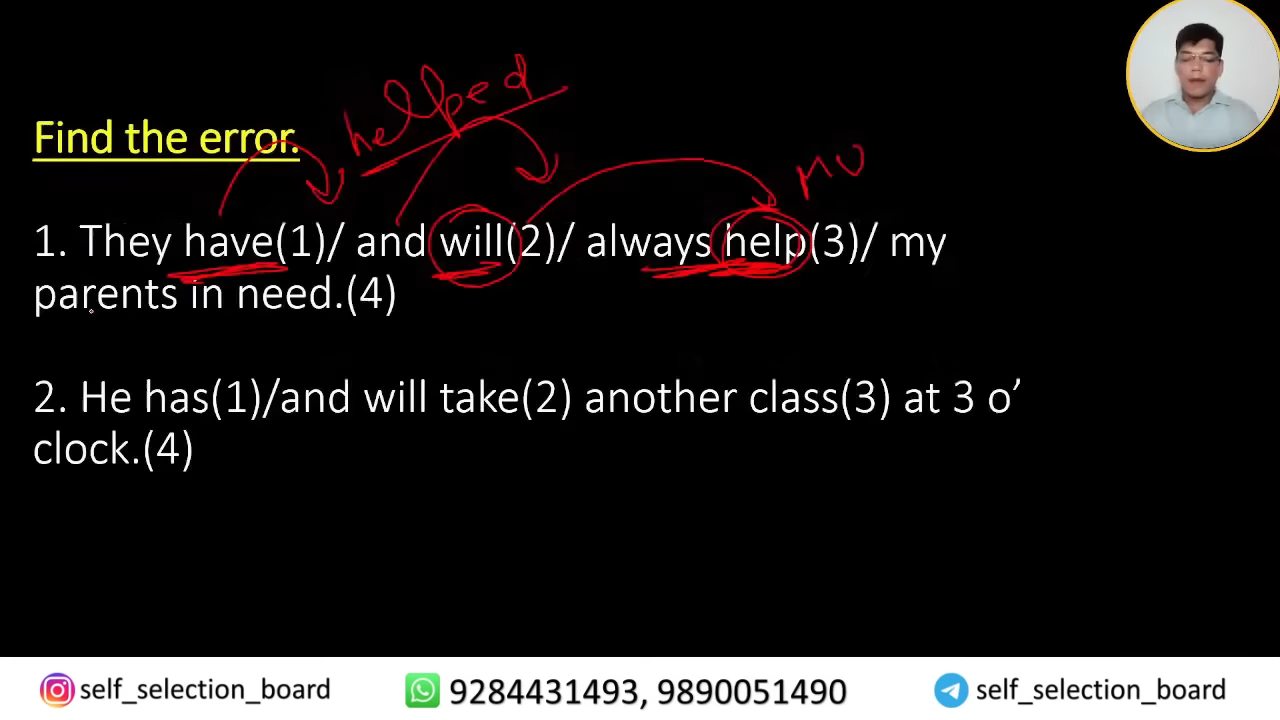 helped
Find the error.
MU
1. They have(1)/ and will(2)/ always help(3)/ my
parents in need.(4)
2. He has(1)/and will take(2) another class(3) at 3 o’
clock.(4)
self_selection_board
9284431493, 9890051490
self_selection_board